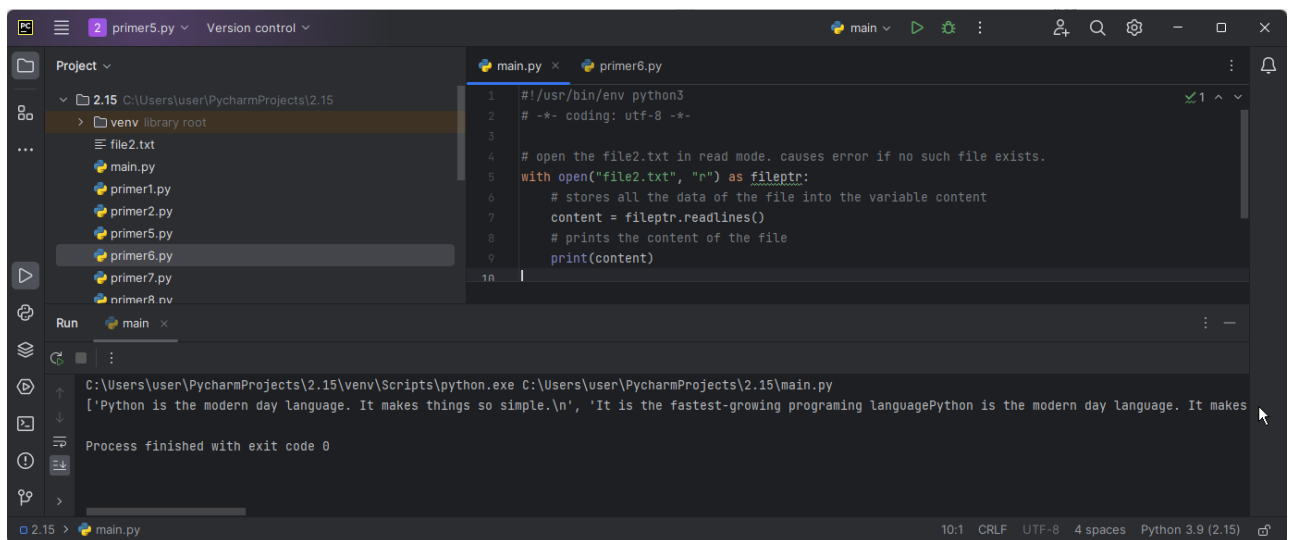 PC 2 primer5.py Version control main
Project
main.py
primer6.py
2.15 C:\Users\user\PycharmProjects\2.15
venv library root
file2.txt
main.py
primer1.py
primer2.py
primer5.py
primer6.py
primer7.py
primer8.py
1 #!/usr/bin/env python3
2 # -*- coding: utf-8 -*-
3
4 # open the file2.txt in read mode. causes error if no such file exists.
5 with open("file2.txt", "r") as fileptr:
6 # stores all the data of the file into the variable content
7 content = fileptr.readlines()
8 # prints the content of the file
9 print(content)
10
1
Run main
C:\Users\user\PycharmProjects\2.15\venv\Scripts\python.exe C:\Users\user\PycharmProjects\2.15\main.py
['Python is the modern day language. It makes things so simple.\n', 'It is the fastest-growing programing languagePython is the modern day language. It makes
Process finished with exit code 0
2.15 > main.py 10:1 CRLF UTF-8 4 spaces Python 3.9 (2.15)